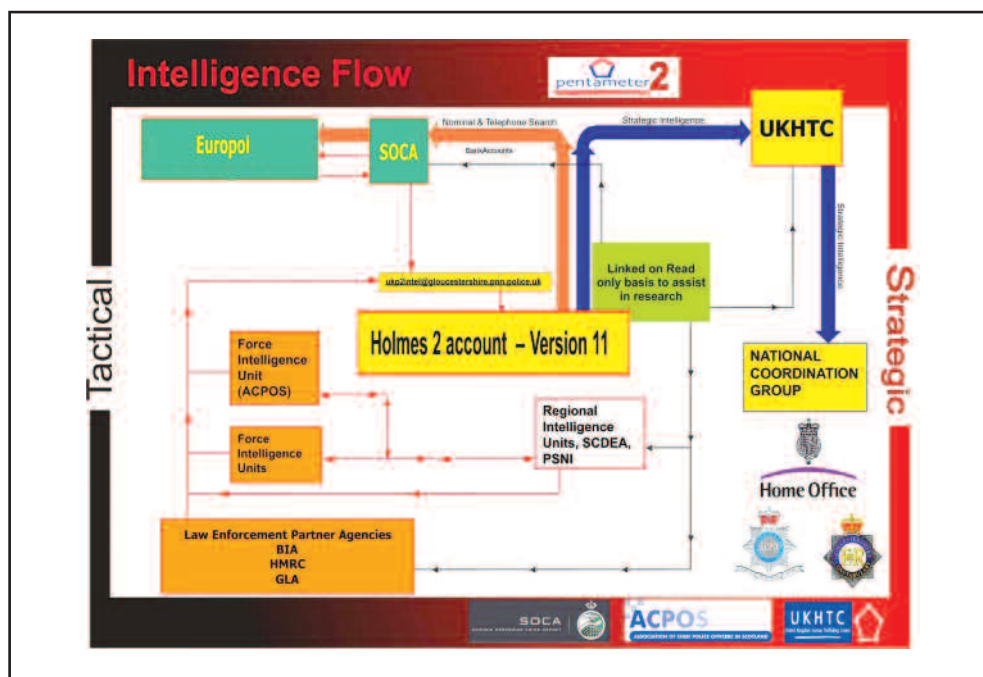 Intelligence Flow
pentameter 2
Nominal & Telephone Search
Strategic Intelligence
UKHTC
Europol
SOCA
BankAccounts
Strategic Intelligence
Tactical
Strategic
ukp2intel@gloucestershire.pnn.police.uk
Linked on Read
only basis to assist
in research
Holmes 2 account – Version 11
Force
Intelligence
Unit
(ACPOS)
NATIONAL
COORDINATION
GROUP
Regional
Intelligence
Units, SCDEA,
PSNI
Force
Intelligence
Units
Home Office
Law Enforcement Partner Agencies
BIA
HMRC
GLA
SOCA
ACPOS
ASSOCIATION OF CHIEF POLICE OFFICERS IN SCOTLAND
UKHTC